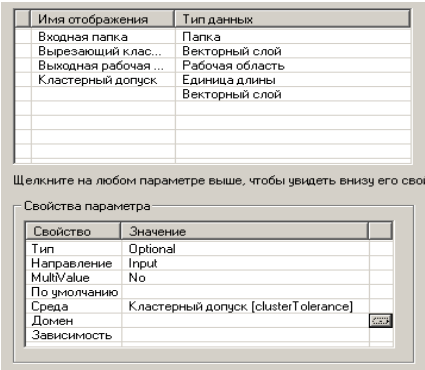 Имя отображения Тип данных
Входная папка Папка
Вырезающий клас... Векторный слой
Выходная рабочая ... Рабочая область
Кластерный допуск Единица длины
Векторный слой
Щелкните на любом параметре выше, чтобы увидеть внизу его сво
Свойства параметра
Свойство Значение
Тип Optional
Направление Input
MultiValue No
По умолчанию
Среда Кластерный допуск [clusterTolerance]
Домен
Зависимость